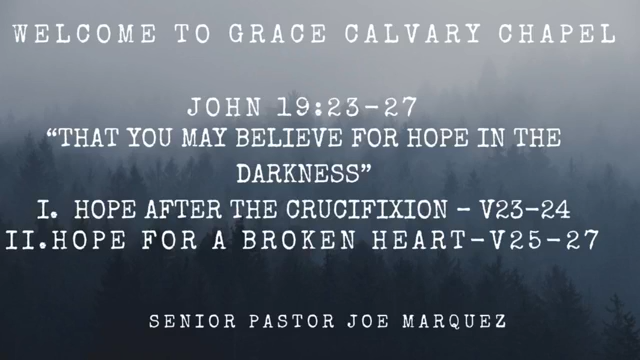 WELCOME TO GRACE CALVARY CHAPEL
JOHN 19:23-27
"THAT YOU MAY BELIEVE FOR HOPE IN THE
DARKNESS"
I. HOPE AFTER THE CRUCIFIXION - V23-24
II.HOPE FOR A BROKEN HEART-V25-27
SENIOR PASTOR JOE MARQUEZ